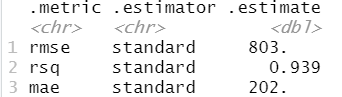 .metric .estimator .estimate
<chr> <chr> <dbl>
1 rmse standard 803.
2 rsq standard 0.939
3 mae standard 202.